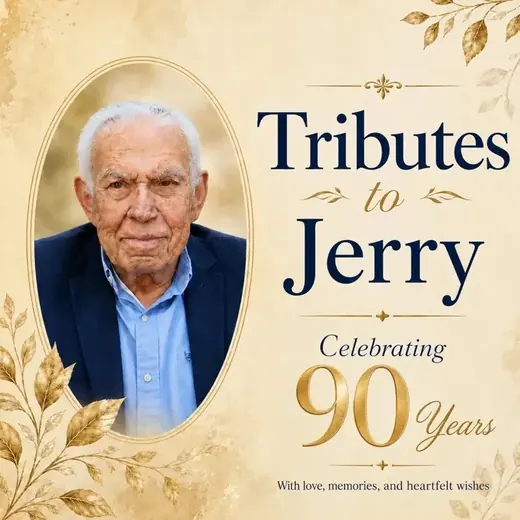 Tributes
to
Jerry
Celebrating
90 Years
With love, memories, and heartfelt wishes